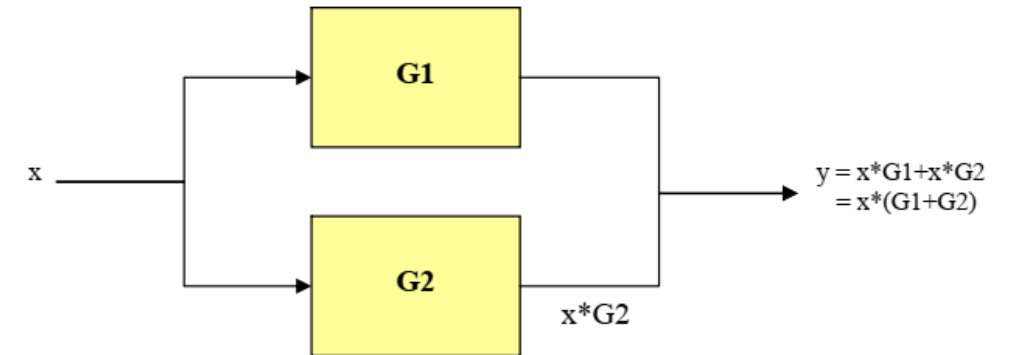 G1
x
y = x*G1+x*G2
= x*(G1+G2)
G2
x*G2